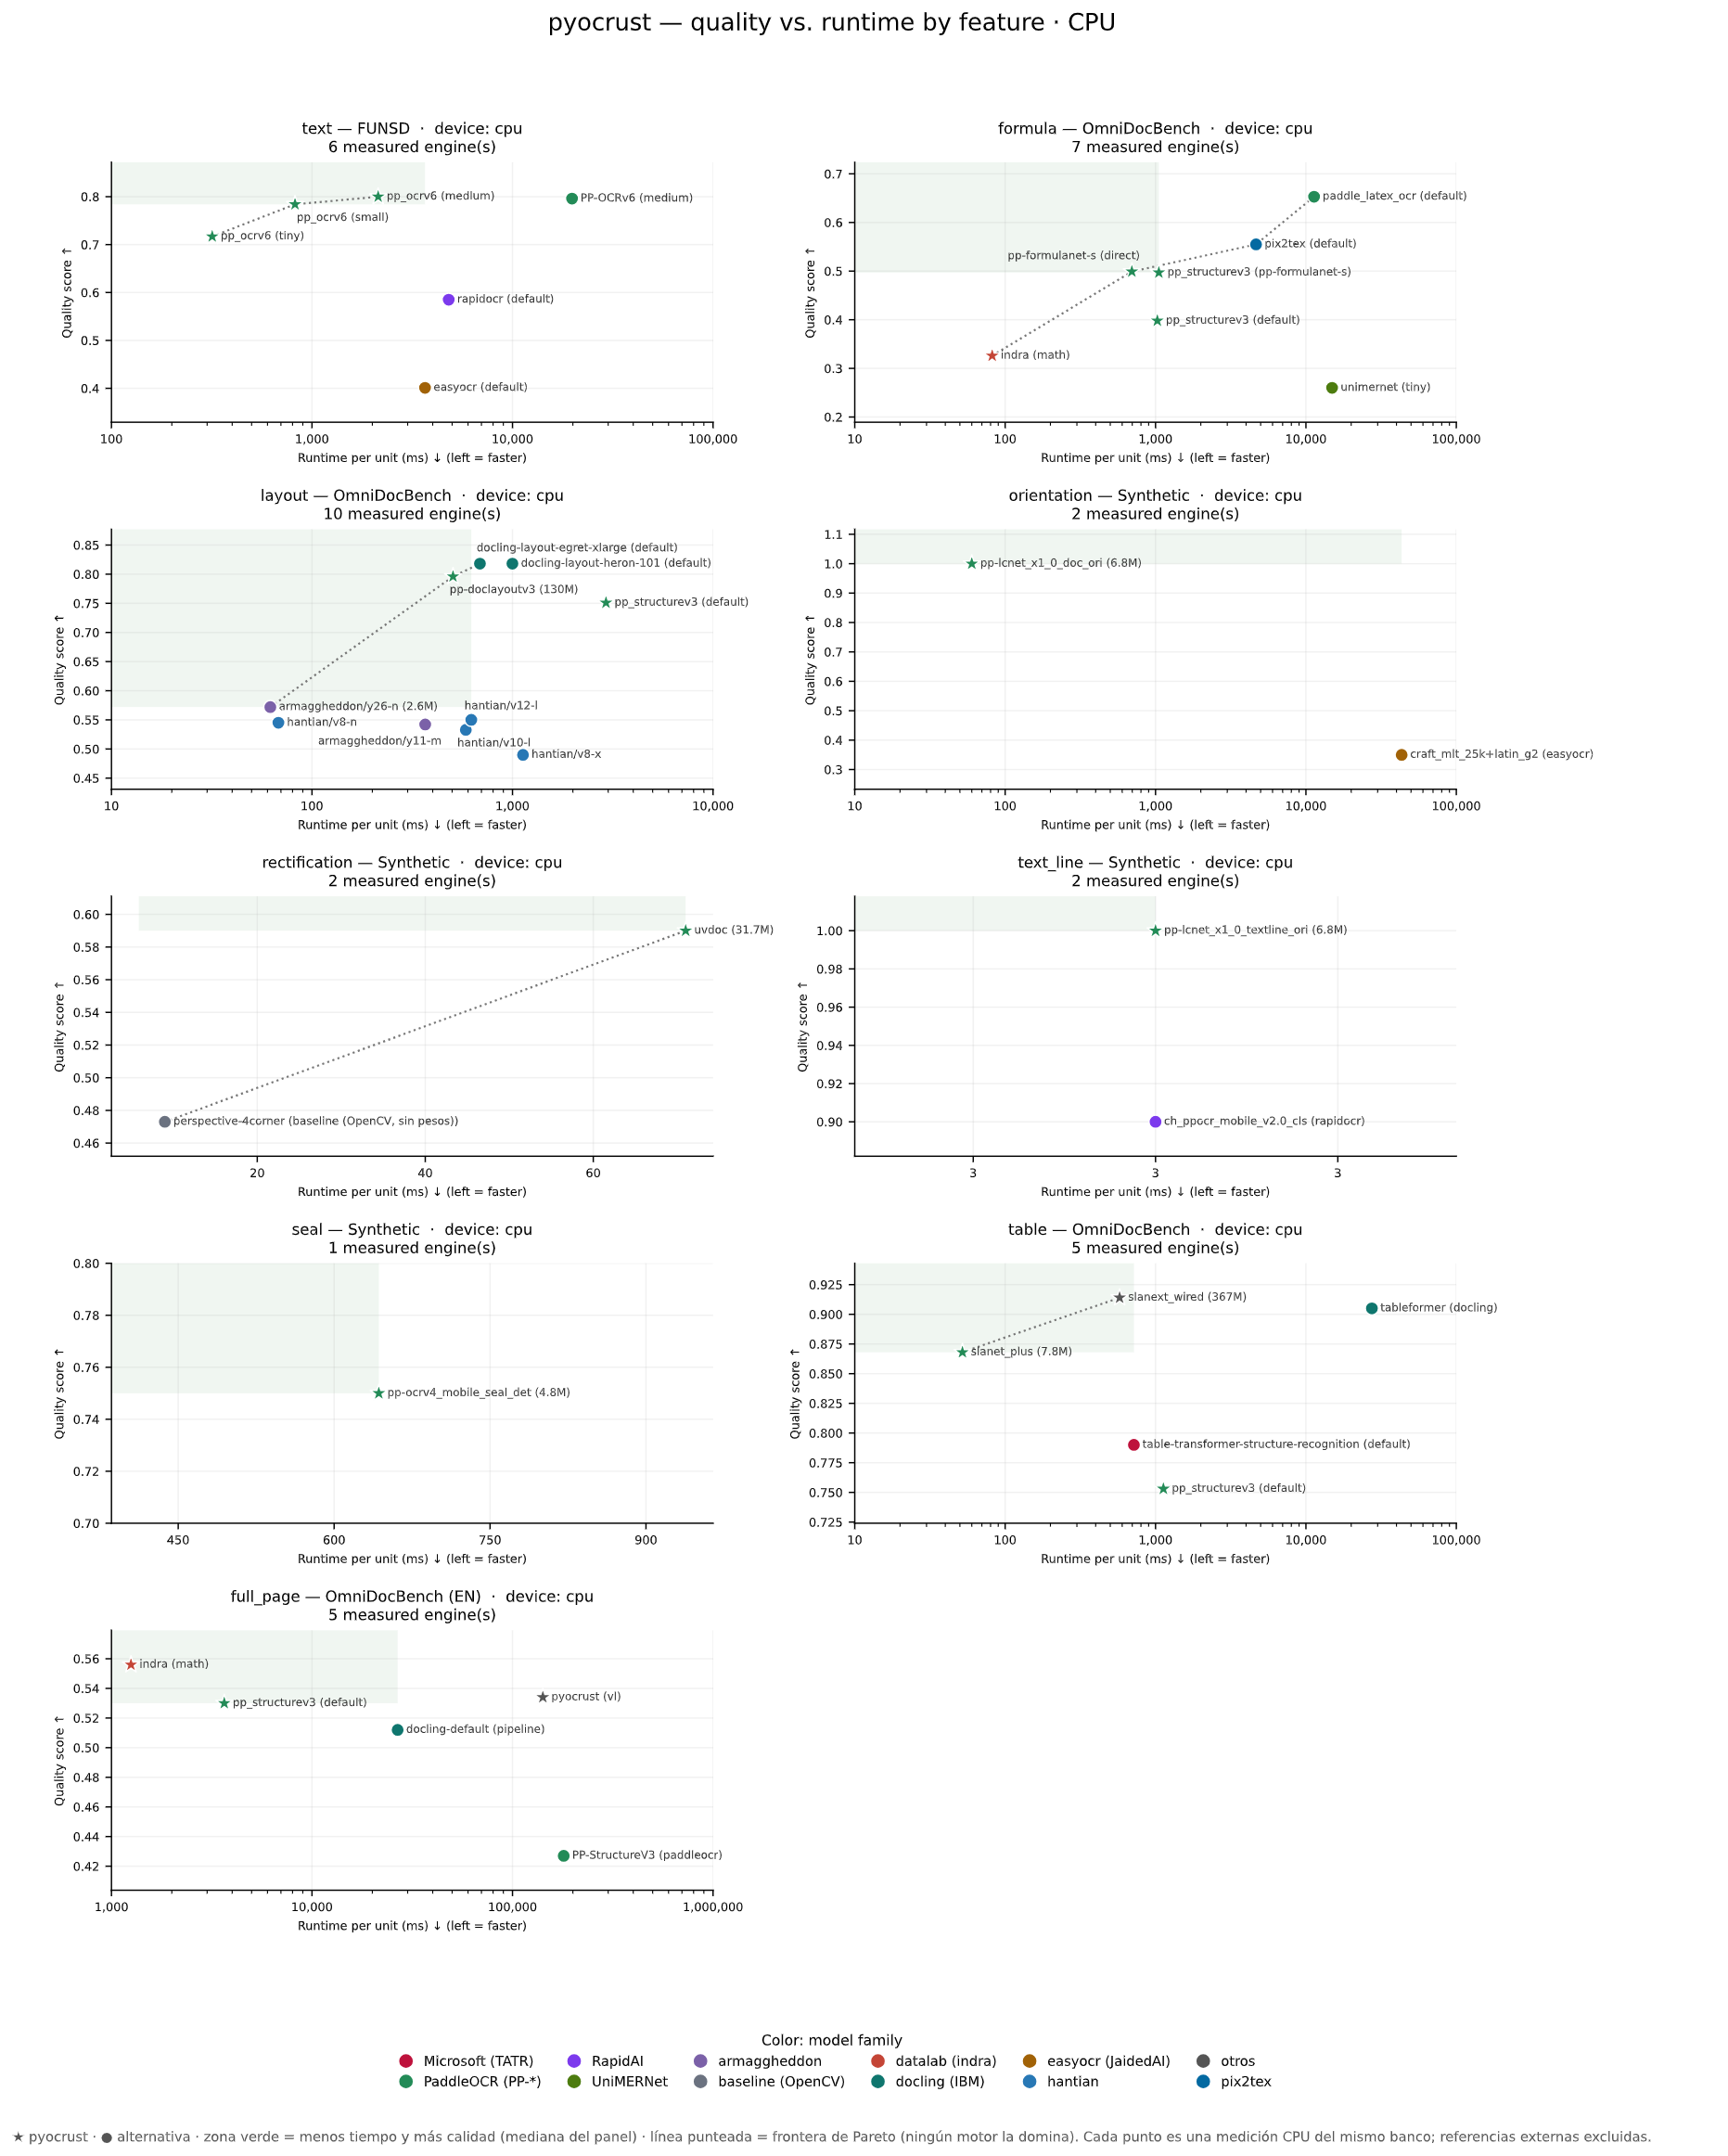 pyocrust — quality vs. runtime by feature · CPU
text — FUNSD · device: cpu
6 measured engine(s)
Quality score ↑
0.8
0.7
0.6
0.5
0.4
pp_ocrv6 (medium)
PP-OCRv6 (medium)
pp_ocrv6 (small)
pp_ocrv6 (tiny)
rapidocr (default)
easyocr (default)
100
1,000
10,000
100,000
Runtime per unit (ms) ↓ (left = faster)
formula — OmniDocBench · device: cpu
7 measured engine(s)
Quality score ↑
0.7
0.6
0.5
0.4
0.3
0.2
paddle_latex_ocr (default)
pix2tex (default)
pp-formulanet-s (direct)
pp_structurev3 (pp-formulanet-s)
pp_structurev3 (default)
indra (math)
unimernet (tiny)
10
100
1,000
10,000
100,000
Runtime per unit (ms) ↓ (left = faster)
layout — OmniDocBench · device: cpu
10 measured engine(s)
Quality score ↑
0.85
0.80
0.75
0.70
0.65
0.60
0.55
0.50
0.45
docling-layout-egret-xlarge (default)
docling-layout-heron-101 (default)
pp-doclayoutv3 (130M)
pp_structurev3 (default)
armaggheddon/y26-n (2.6M)
hantian/v12-l
hantian/v8-n
armaggheddon/y11-m
hantian/v10-l
hantian/v8-x
10
100
1,000
10,000
Runtime per unit (ms) ↓ (left = faster)
orientation — Synthetic · device: cpu
2 measured engine(s)
Quality score ↑
1.1
1.0
0.9
0.8
0.7
0.6
0.5
0.4
0.3
pp-lcnet_x1_0_doc_ori (6.8M)
craft_mlt_25k+latin_g2 (easyocr)
10
100
1,000
10,000
100,000
Runtime per unit (ms) ↓ (left = faster)
rectification — Synthetic · device: cpu
2 measured engine(s)
Quality score ↑
0.60
0.58
0.56
0.54
0.52
0.50
0.48
0.46
uvdoc (31.7M)
perspective-4corner (baseline (OpenCV, sin pesos))
20
40
60
Runtime per unit (ms) ↓ (left = faster)
text_line — Synthetic · device: cpu
2 measured engine(s)
Quality score ↑
1.00
0.98
0.96
0.94
0.92
0.90
pp-lcnet_x1_0_textline_ori (6.8M)
ch_ppocr_mobile_v2.0_cls (rapidocr)
3
3
3
Runtime per unit (ms) ↓ (left = faster)
seal — Synthetic · device: cpu
1 measured engine(s)
Quality score ↑
0.80
0.78
0.76
0.74
0.72
0.70
pp-ocrv4_mobile_seal_det (4.8M)
450
600
750
900
Runtime per unit (ms) ↓ (left = faster)
table — OmniDocBench · device: cpu
5 measured engine(s)
Quality score ↑
0.925
0.900
0.875
0.850
0.825
0.800
0.775
0.750
0.725
slanext_wired (367M)
tableformer (docling)
slanet_plus (7.8M)
table-transformer-structure-recognition (default)
pp_structurev3 (default)
10
100
1,000
10,000
100,000
Runtime per unit (ms) ↓ (left = faster)
full_page — OmniDocBench (EN) · device: cpu
5 measured engine(s)
Quality score ↑
0.56
0.54
0.52
0.50
0.48
0.46
0.44
0.42
indra (math)
pp_structurev3 (default)
pyocrust (vl)
docling-default (pipeline)
PP-StructureV3 (paddleocr)
1,000
10,000
100,000
1,000,000
Runtime per unit (ms) ↓ (left = faster)
Color: model family
Microsoft (TATR)
RapidAI
armaggheddon
datalab (indra)
easyocr (JaidedAI)
otros
PaddleOCR (PP-*)
UniMERNet
baseline (OpenCV)
docling (IBM)
hantian
pix2tex
★ pyocrust · ● alternativa · zona verde = menos tiempo y más calidad (mediana del panel) · línea punteada = frontera de Pareto (ningún motor la domina). Cada punto es una medición CPU del mismo banco; referencias externas excluidas.